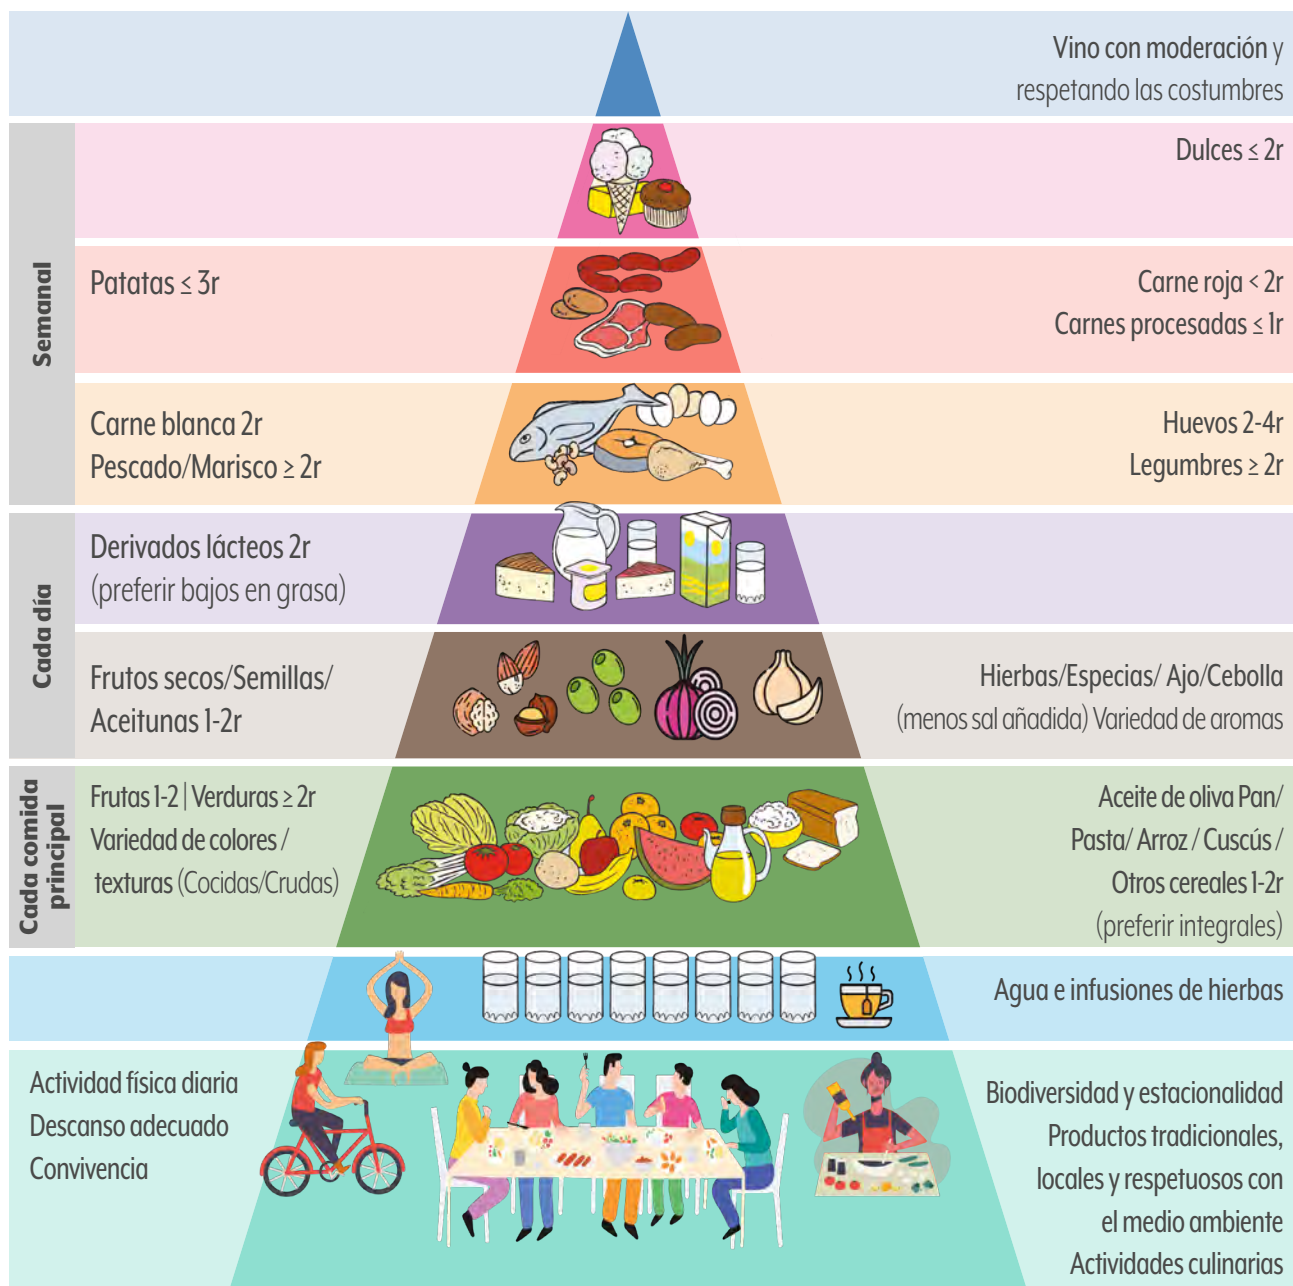 Vino con moderación y
respetando las costumbres
Semanal
Dulces ≤ 2r
Patatas ≤ 3r
Carne roja < 2r
Carnes procesadas ≤ 1r
Carne blanca 2r
Pescado/Marisco ≥ 2r
Huevos 2-4r
Legumbres ≥ 2r
Cada día
Derivados lácteos 2r
(preferir bajos en grasa)
Frutos secos/Semillas/
Aceitunas 1-2r
Hierbas/Especias/ Ajo/Cebolla
(menos sal añadida) Variedad de aromas
Cada comida
principal
Frutas 1-2 | Verduras ≥ 2r
Variedad de colores /
texturas (Cocidas/Crudas)
Aceite de oliva Pan/
Pasta/ Arroz / Cuscús /
Otros cereales 1-2r
(preferir integrales)
Agua e infusiones de hierbas
Actividad física diaria
Descanso adecuado
Convivencia
Biodiversidad y estacionalidad
Productos tradicionales,
locales y respetuosos con
el medio ambiente
Actividades culinarias